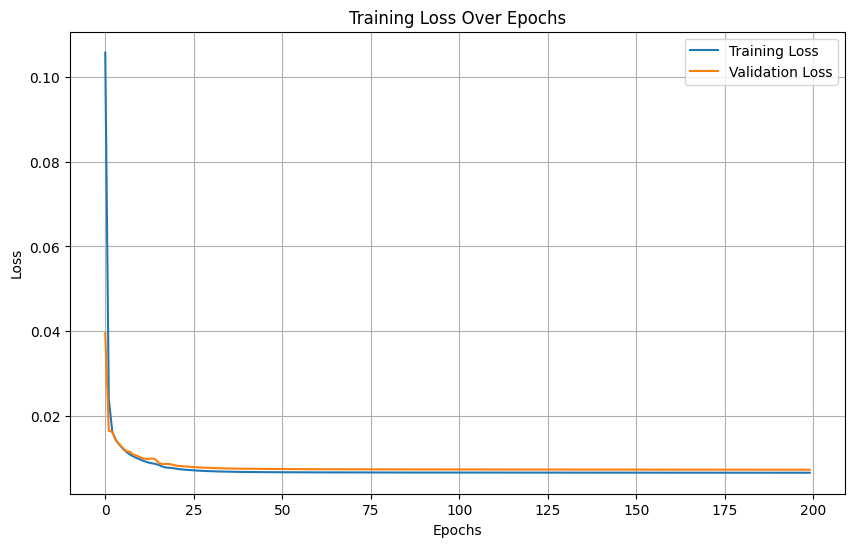 Training Loss Over Epochs
Training Loss
Validation Loss
0.10
0.08
0.06
0.04
0.02
Loss
0 25 50 75 100 125 150 175 200
Epochs